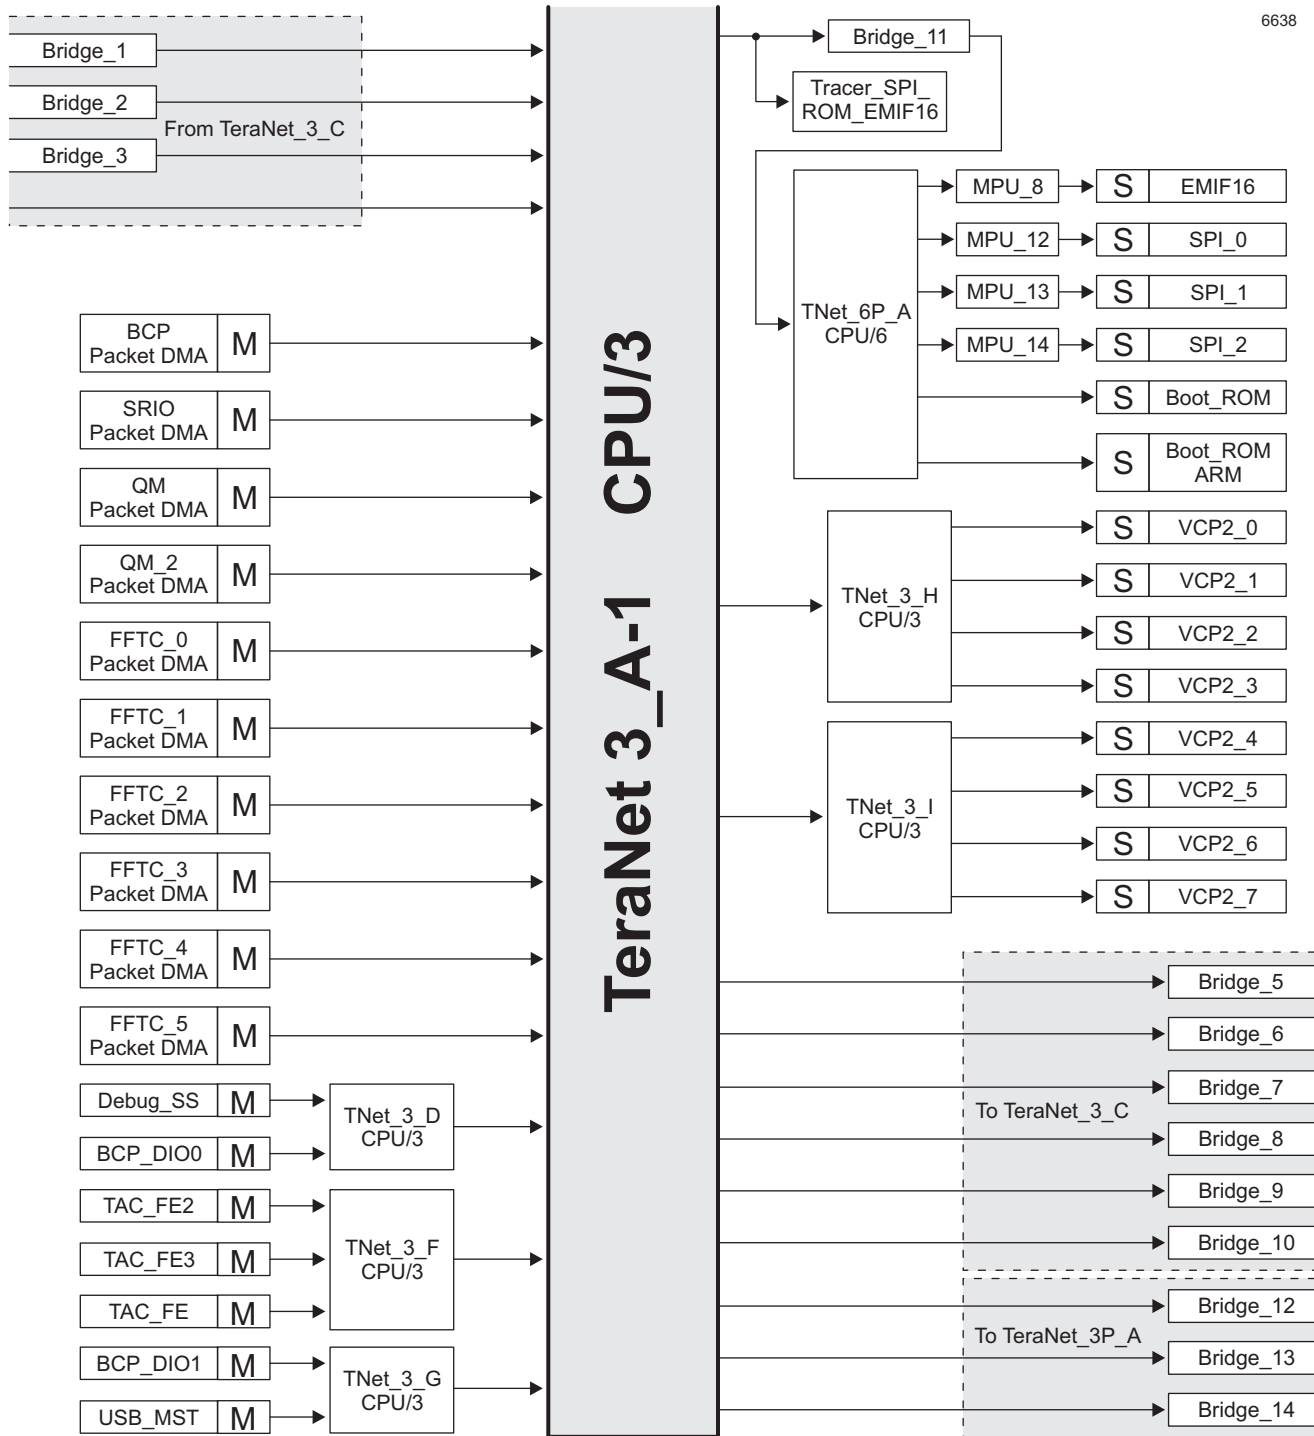 6638
Bridge_1
Bridge_2
From TeraNet_3_C
Bridge_3
BCP
Packet DMA
M
SRIO
Packet DMA
M
QM
Packet DMA
M
QM_2
Packet DMA
M
FFTC_0
Packet DMA
M
FFTC_1
Packet DMA
M
FFTC_2
Packet DMA
M
FFTC_3
Packet DMA
M
FFTC_4
Packet DMA
M
FFTC_5
Packet DMA
M
Debug_SS M
BCP_DIO0 M
TNet_3_D
CPU/3
TAC_FE2 M
TAC_FE3 M
TAC_FE M
TNet_3_F
CPU/3
BCP_DIO1 M
USB_MST M
TNet_3_G
CPU/3
TeraNet 3_A-1 CPU/3
Bridge_11
Tracer_SPI_
ROM_EMIF16
TNet_6P_A
CPU/6
MPU_8 S EMIF16
MPU_12 S SPI_0
MPU_13 S SPI_1
MPU_14 S SPI_2
S Boot_ROM
S
Boot_ROM
ARM
TNet_3_H
CPU/3
S VCP2_0
S VCP2_1
S VCP2_2
S VCP2_3
TNet_3_I
CPU/3
S VCP2_4
S VCP2_5
S VCP2_6
S VCP2_7
Bridge_5
Bridge_6
Bridge_7
To TeraNet_3_C
Bridge_8
Bridge_9
Bridge_10
Bridge_12
To TeraNet_3P_A
Bridge_13
Bridge_14